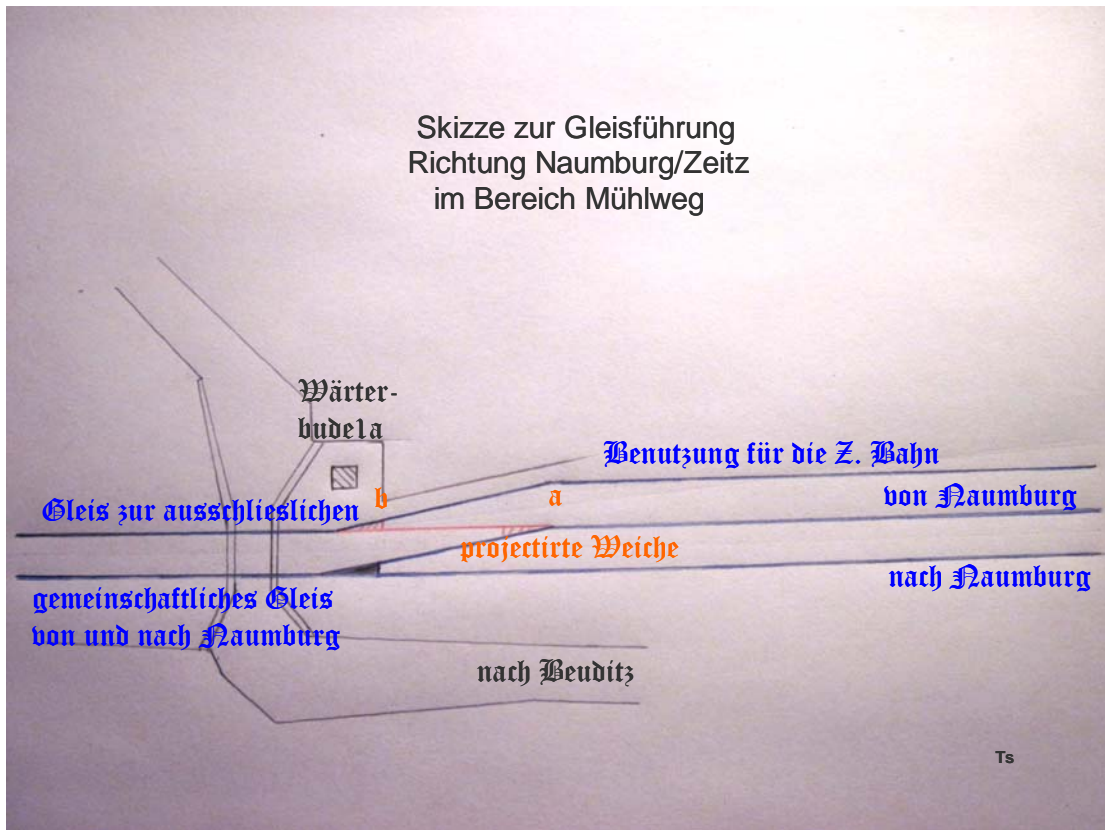 Skizze zur Gleisführung
Richtung Naumburg/Zeitz
im Bereich Mühlweg
Wärter-
bude1a
Benutzung für die Z. Bahn
b
a
von Naumburg
Gleis zur ausschlieslichen
projectirte Weiche
nach Naumburg
gemeinschaftliches Gleis
von und nach Naumburg
nach Beuditz
Ts